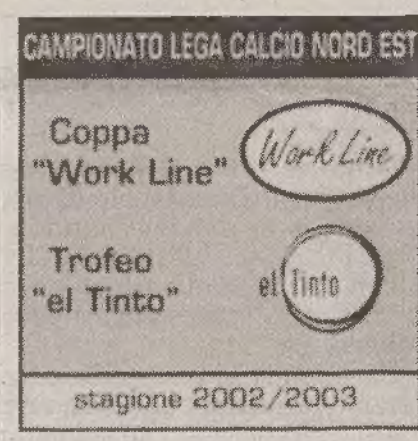 CAMPIONATO LEGA CALCIO NORD EST
Coppa
"Work Line"
Work Line
Trofeo
"el Tinto"
el Tinto
stagione 2002/2003